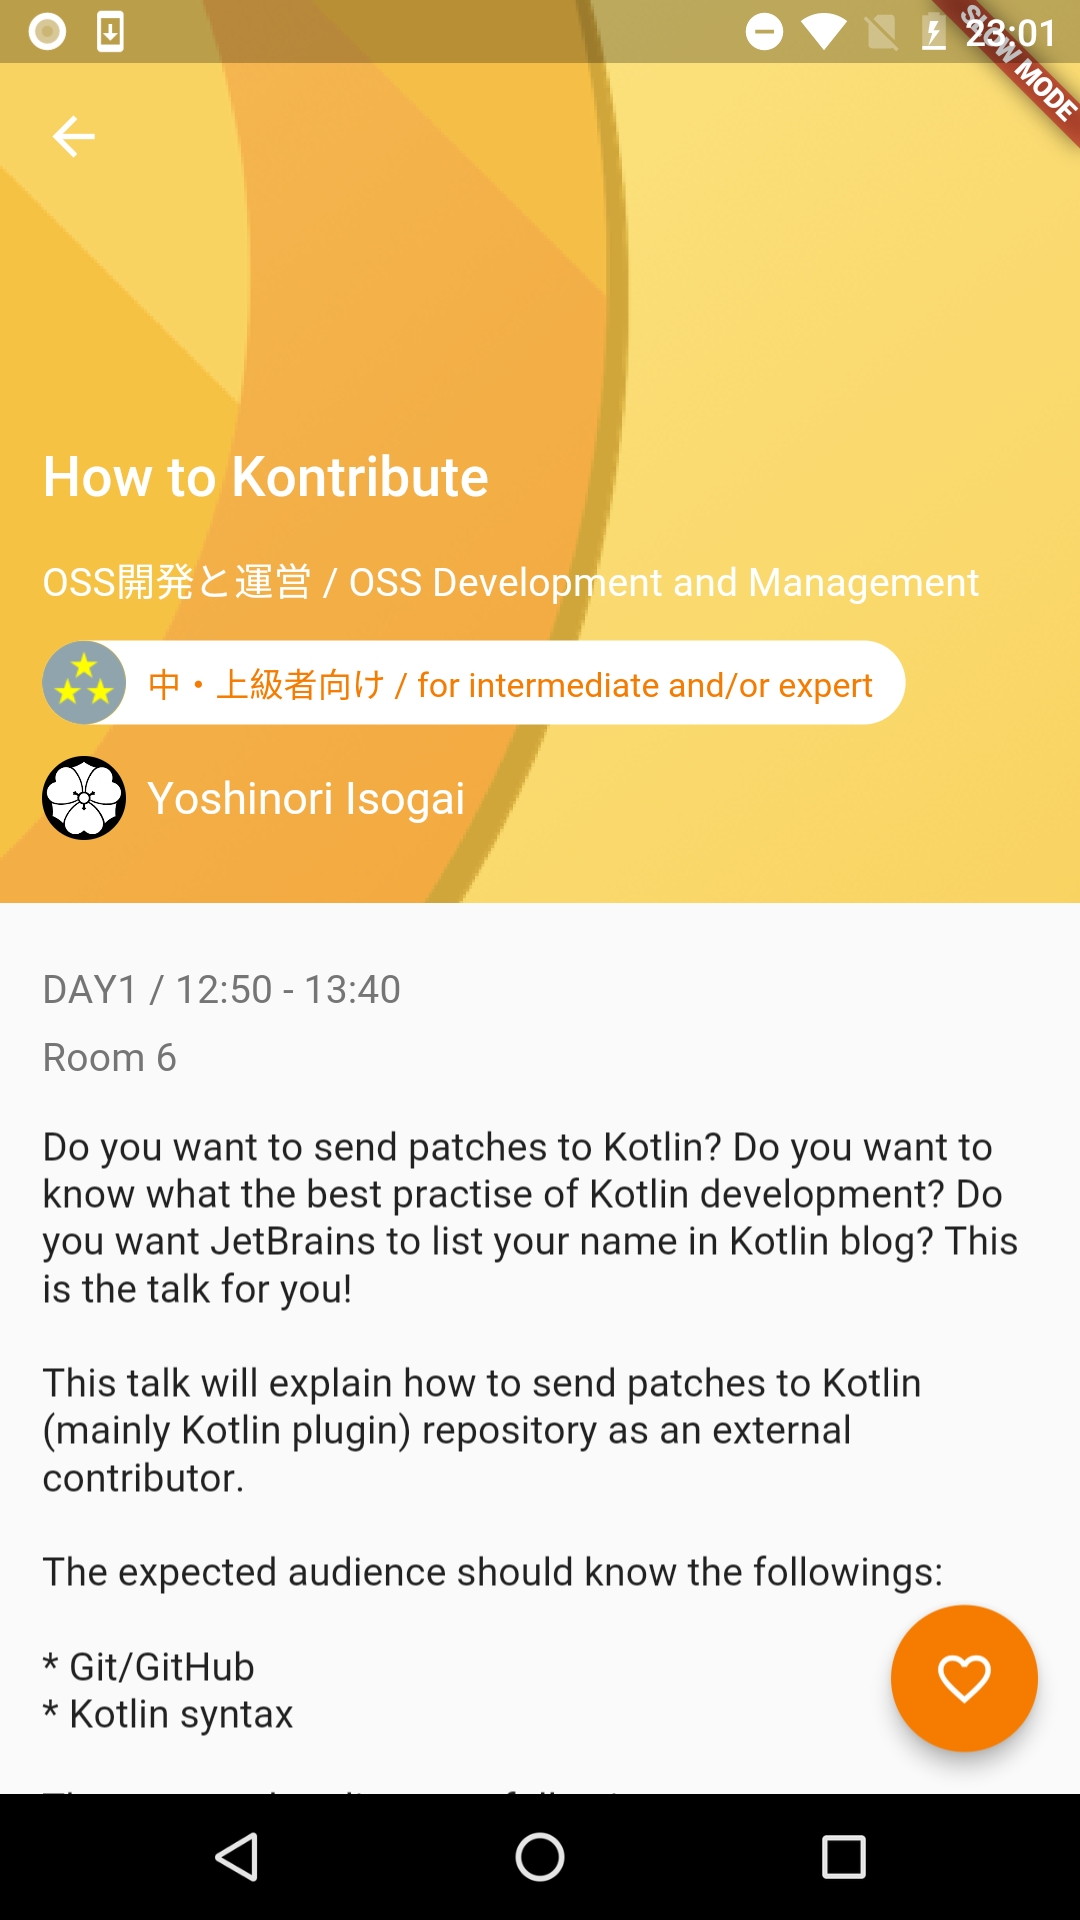 23:01
SLOW MODE
How to Kontribute
OSS開発と運営 / OSS Development and Management
中・上級者向け / for intermediate and/or expert
Yoshinori Isogai
DAY1 / 12:50 - 13:40
Room 6
Do you want to send patches to Kotlin? Do you want to
know what the best practise of Kotlin development? Do
you want JetBrains to list your name in Kotlin blog? This
is the talk for you!
This talk will explain how to send patches to Kotlin
(mainly Kotlin plugin) repository as an external
contributor.
The expected audience should know the followings:
* Git/GitHub
* Kotlin syntax